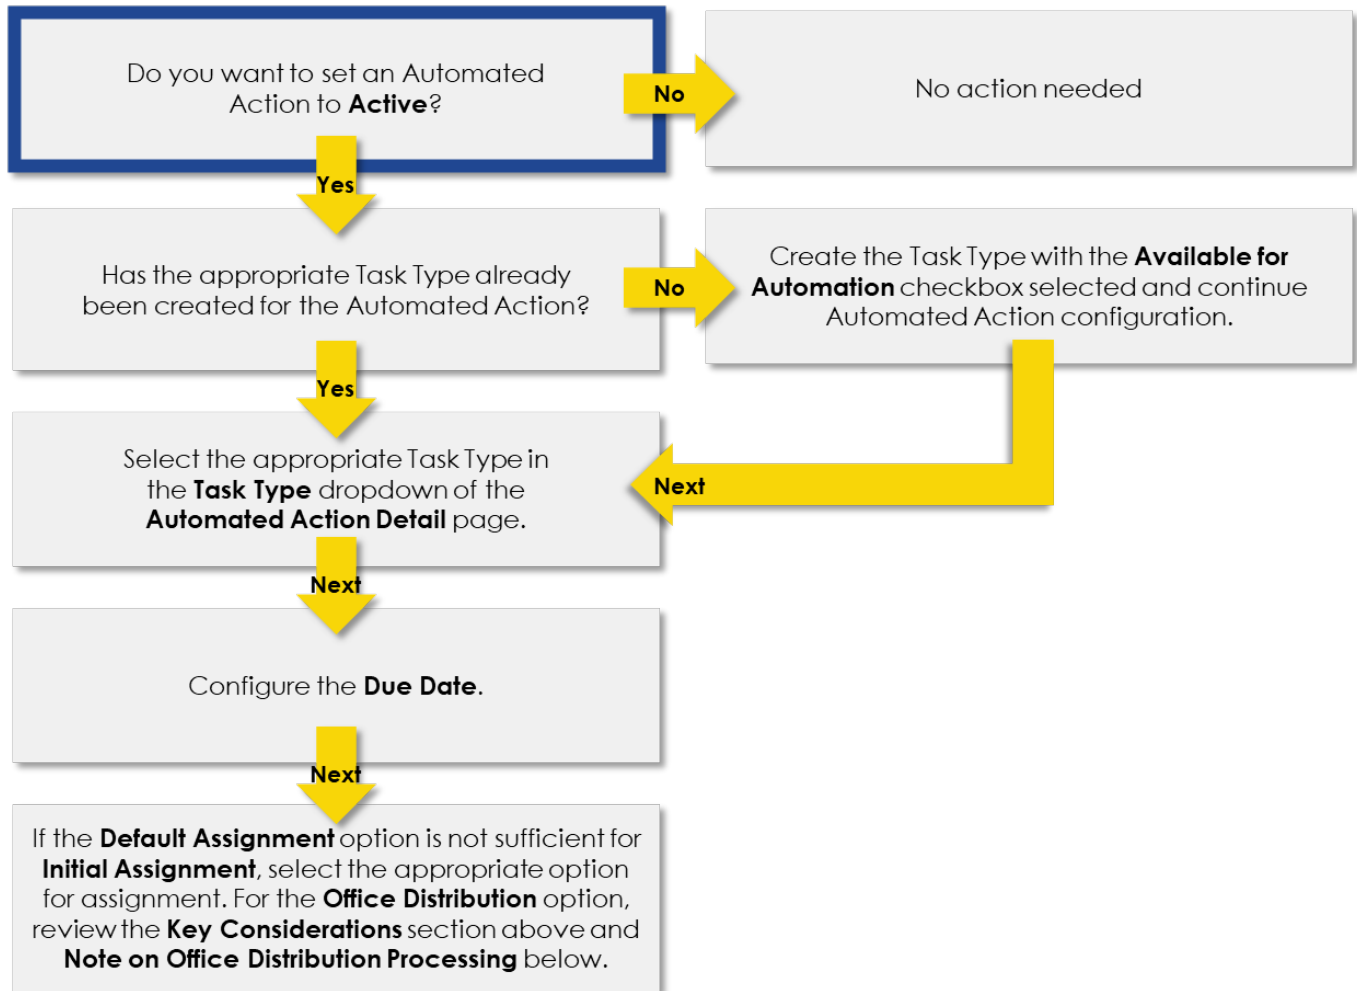 Do you want to set an Automated
Action to Active?
No
No action needed
Yes
Has the appropriate Task Type already
been created for the Automated Action?
No
Create the Task Type with the Available for
Automation checkbox selected and continue
Automated Action configuration.
Yes
Select the appropriate Task Type in
the Task Type dropdown of the
Automated Action Detail page.
Next
Next
Configure the Due Date.
Next
If the Default Assignment option is not sufficient for
Initial Assignment, select the appropriate option
for assignment. For the Office Distribution option,
review the Key Considerations section above and
Note on Office Distribution Processing below.